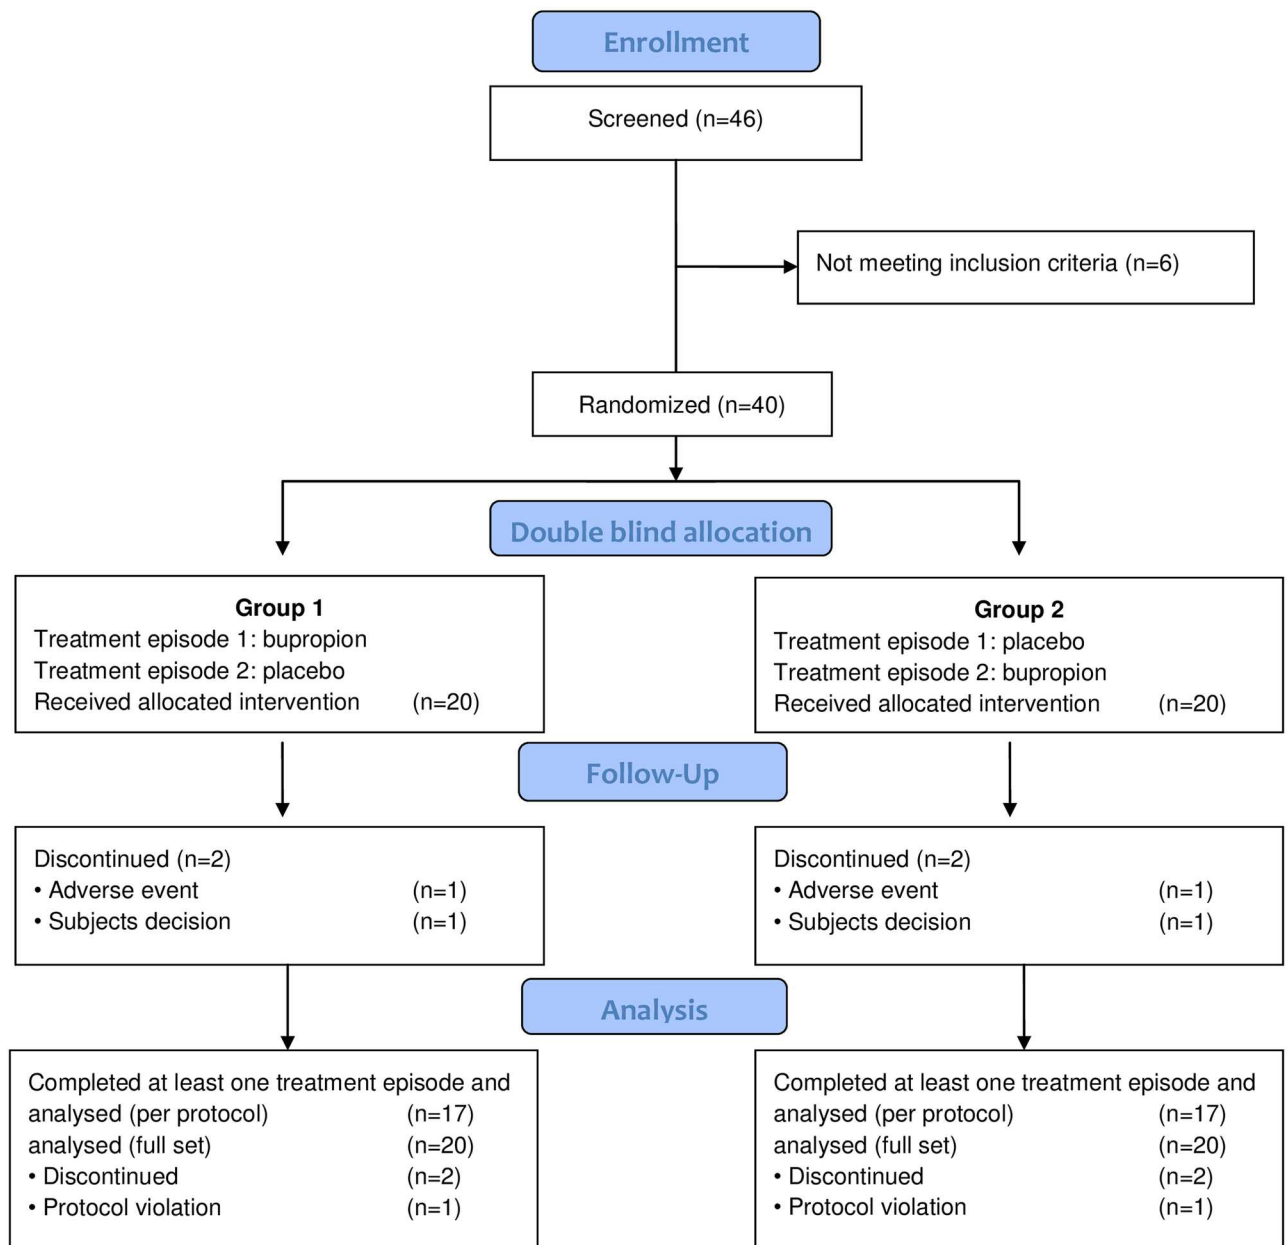 Enrollment
Screened (n=46)
Not meeting inclusion criteria (n=6)
Randomized (n=40)
Double blind allocation
Group 1
Treatment episode 1: bupropion
Treatment episode 2: placebo
Received allocated intervention (n=20)
Group 2
Treatment episode 1: placebo
Treatment episode 2: bupropion
Received allocated intervention (n=20)
Follow-Up
Discontinued (n=2)
• Adverse event (n=1)
• Subjects decision (n=1)
Discontinued (n=2)
• Adverse event (n=1)
• Subjects decision (n=1)
Analysis
Completed at least one treatment episode and
analysed (per protocol) (n=17)
analysed (full set) (n=20)
• Discontinued (n=2)
• Protocol violation (n=1)
Completed at least one treatment episode and
analysed (per protocol) (n=17)
analysed (full set) (n=20)
• Discontinued (n=2)
• Protocol violation (n=1)